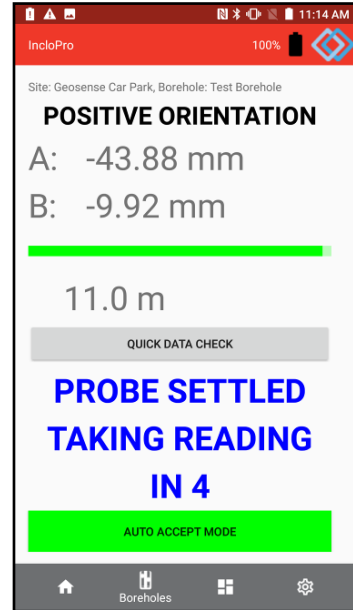 11:14 AM
IncloPro
100%
Site: Geosense Car Park, Borehole: Test Borehole
POSITIVE ORIENTATION
A: -43.88 mm
B: -9.92 mm
11.0 m
QUICK DATA CHECK
PROBE SETTLED
TAKING READING
IN 4
AUTO ACCEPT MODE
Boreholes